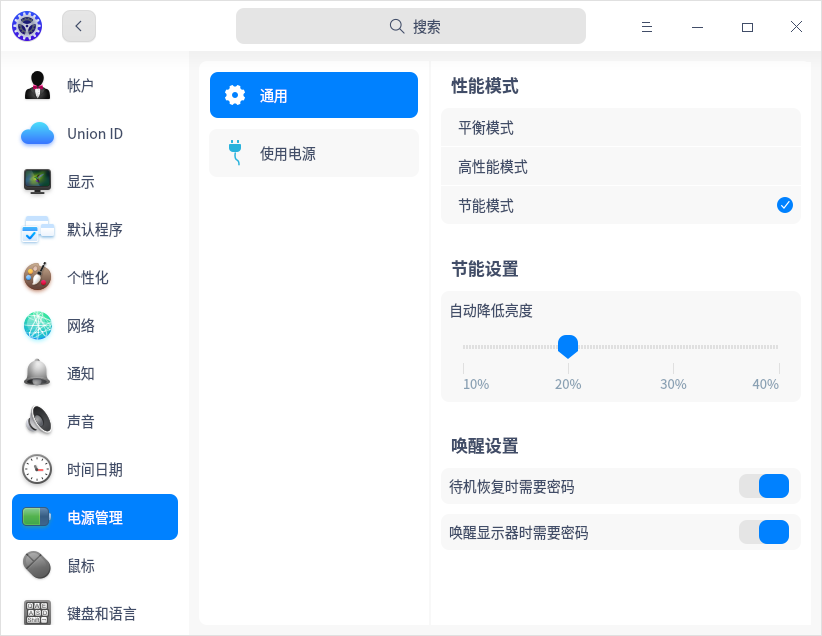 搜索
帐户
Union ID
显示
默认程序
个性化
网络
通知
声音
时间日期
电源管理
鼠标
键盘和语言
通用
使用电源
性能模式
平衡模式
高性能模式
节能模式
节能设置
自动降低亮度
10% 20% 30% 40%
唤醒设置
待机恢复时需要密码
唤醒显示器时需要密码